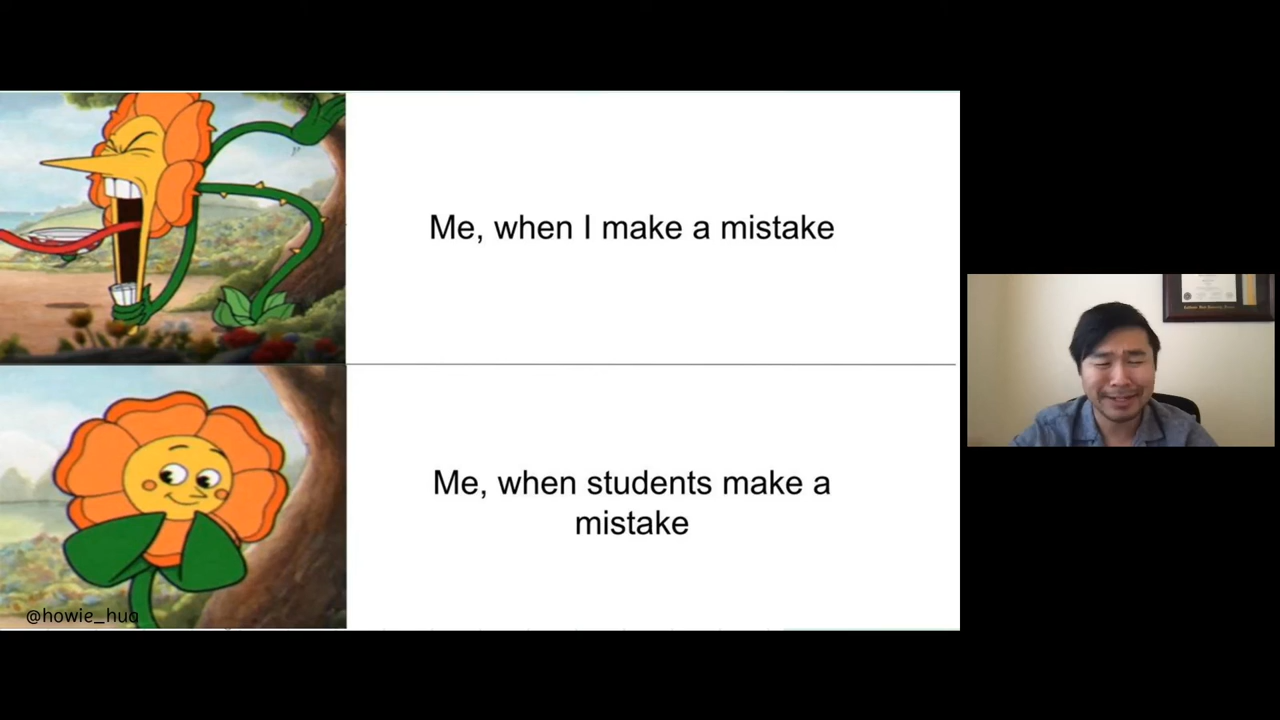 Me, when I make a mistake
Me, when students make a
mistake
@howie_hua